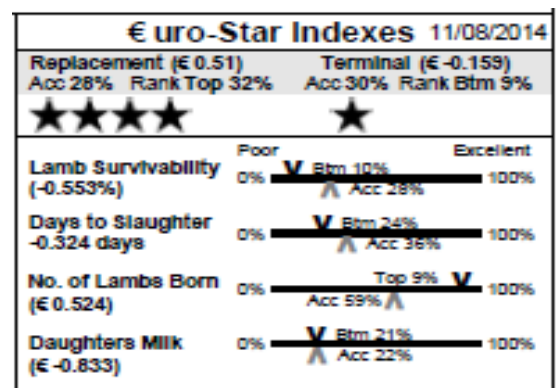 €uro-Star Indexes 11/08/2014
Replacement (€ 0.51) Terminal (€ -0.159)
Acc 28% Rank Top 32% Acc 30% Rank Btm 9%
Poor Excellent
Lamb Survivability 0% Btm 10% 100%
(-0.553%) Acc 28%
Days to Slaughter 0% Btm 24% 100%
-0.324 days Acc 36%
No. of Lambs Born 0% Top 9% 100%
(€ 0.524) Acc 59%
Daughters Milk 0% Btm 21% 100%
(€ -0.833) Acc 22%